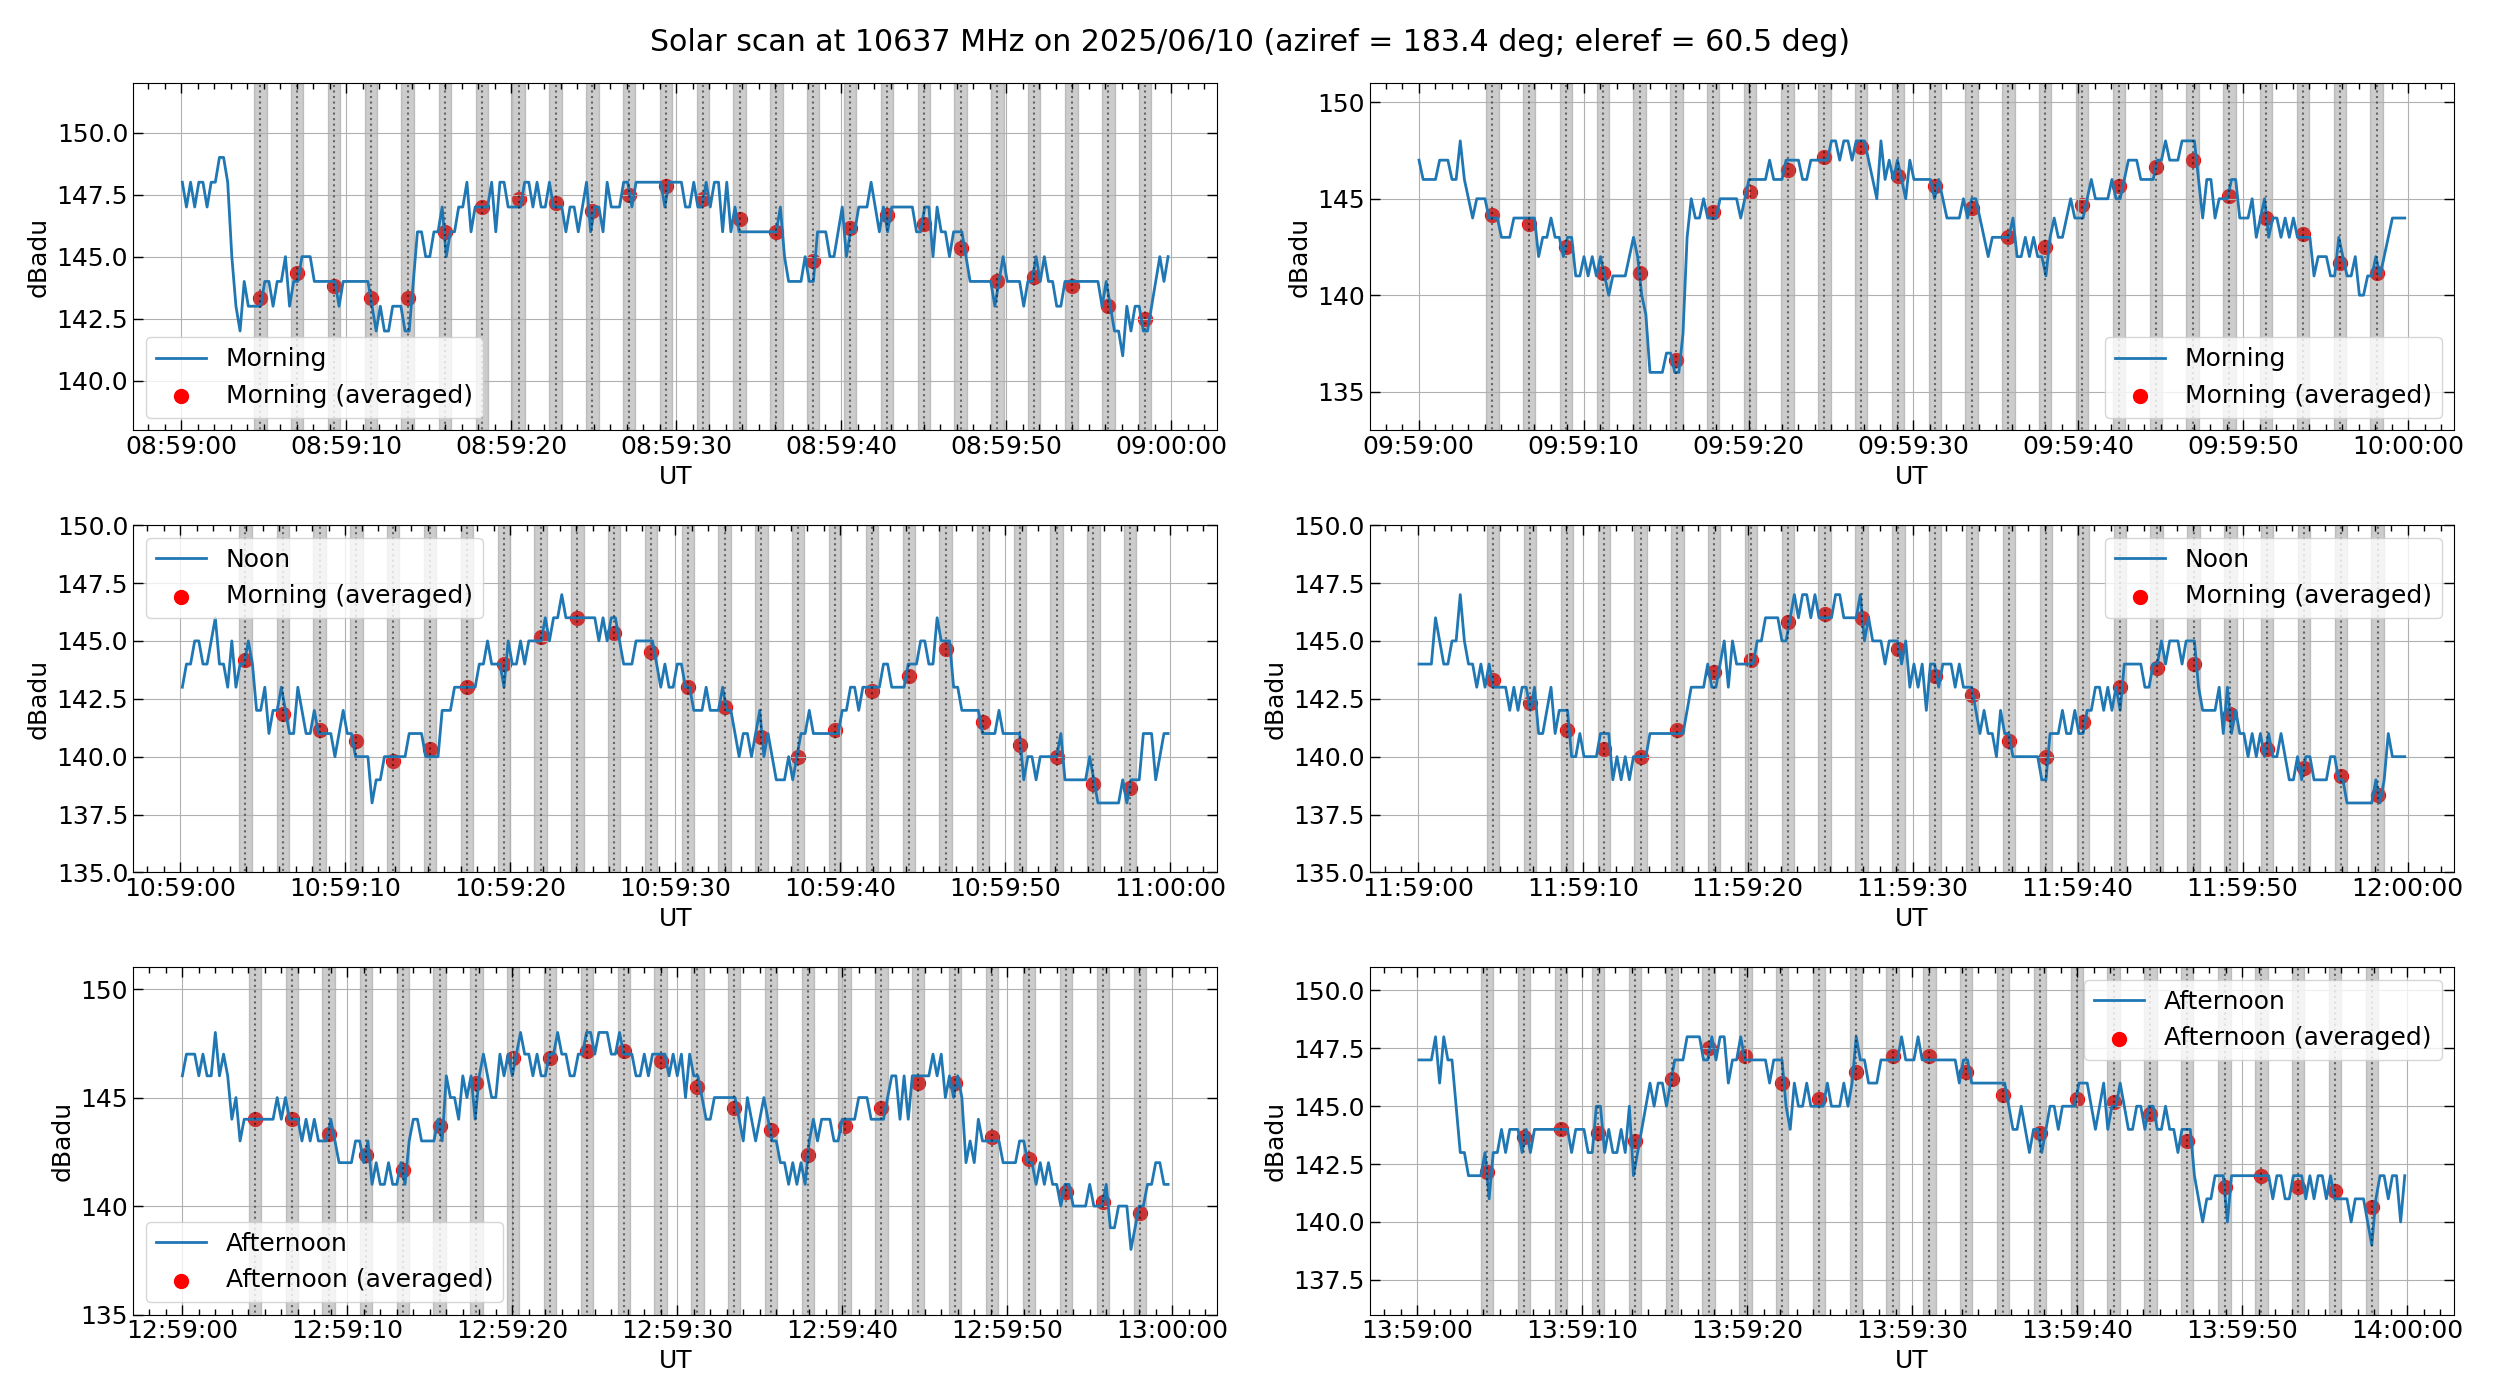 Solar scan at 10637 MHz on 2025/06/10 (aziref = 183.4 deg; eleref = 60.5 deg)
150.0
147.5
145.0
142.5
140.0
dBadu
Morning
Morning (averaged)
08:59:00 08:59:10 08:59:20 08:59:30 08:59:40 08:59:50 09:00:00
UT
150
145
140
135
dBadu
Morning
Morning (averaged)
09:59:00 09:59:10 09:59:20 09:59:30 09:59:40 09:59:50 10:00:00
UT
150.0
147.5
145.0
142.5
140.0
137.5
135.0
dBadu
Noon
Morning (averaged)
10:59:00 10:59:10 10:59:20 10:59:30 10:59:40 10:59:50 11:00:00
UT
150.0
147.5
145.0
142.5
140.0
137.5
135.0
dBadu
Noon
Morning (averaged)
11:59:00 11:59:10 11:59:20 11:59:30 11:59:40 11:59:50 12:00:00
UT
150
145
140
135
dBadu
Afternoon
Afternoon (averaged)
12:59:00 12:59:10 12:59:20 12:59:30 12:59:40 12:59:50 13:00:00
UT
150.0
147.5
145.0
142.5
140.0
137.5
dBadu
Afternoon
Afternoon (averaged)
13:59:00 13:59:10 13:59:20 13:59:30 13:59:40 13:59:50 14:00:00
UT